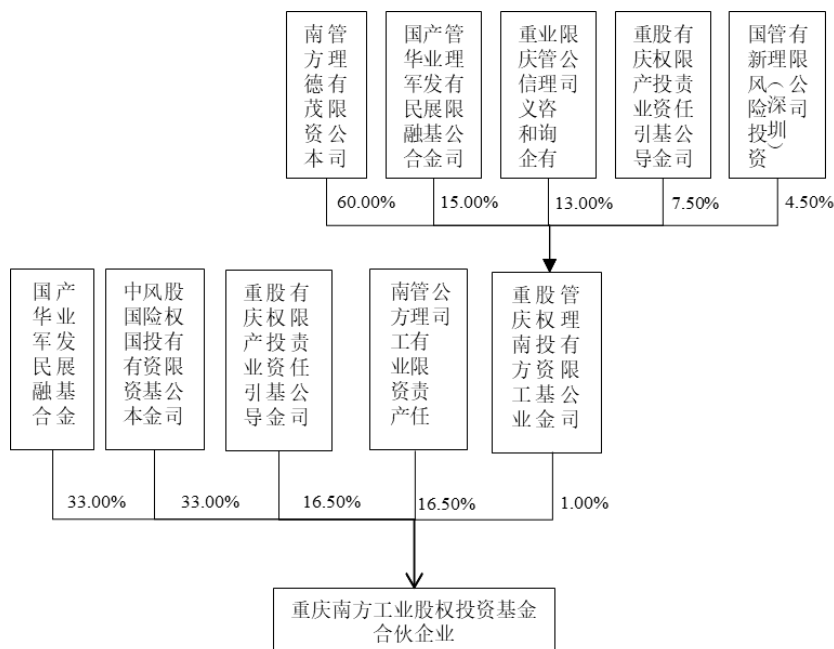 南方德茂资本
管理有限公司
国华军民融合
产业发展基金
管理有限公司
重庆信义和企
业管理咨询有
限公司
重庆产业引导
股权投资基金
有限责任公司
国新风险投资
管理（深圳）
有限公司
60.00%
15.00%
13.00%
7.50%
4.50%
国华军民融合
产业发展基金
中国国有资本
风险投资基金
股权有限公司
重庆产业引导
股权投资基金
有限责任公司
南方工业资产
管理有限责任
公司
重庆南方工业
股权投资基金
管理有限公司
33.00%
33.00%
16.50%
16.50%
1.00%
重庆南方工业股权投资基金
合伙企业